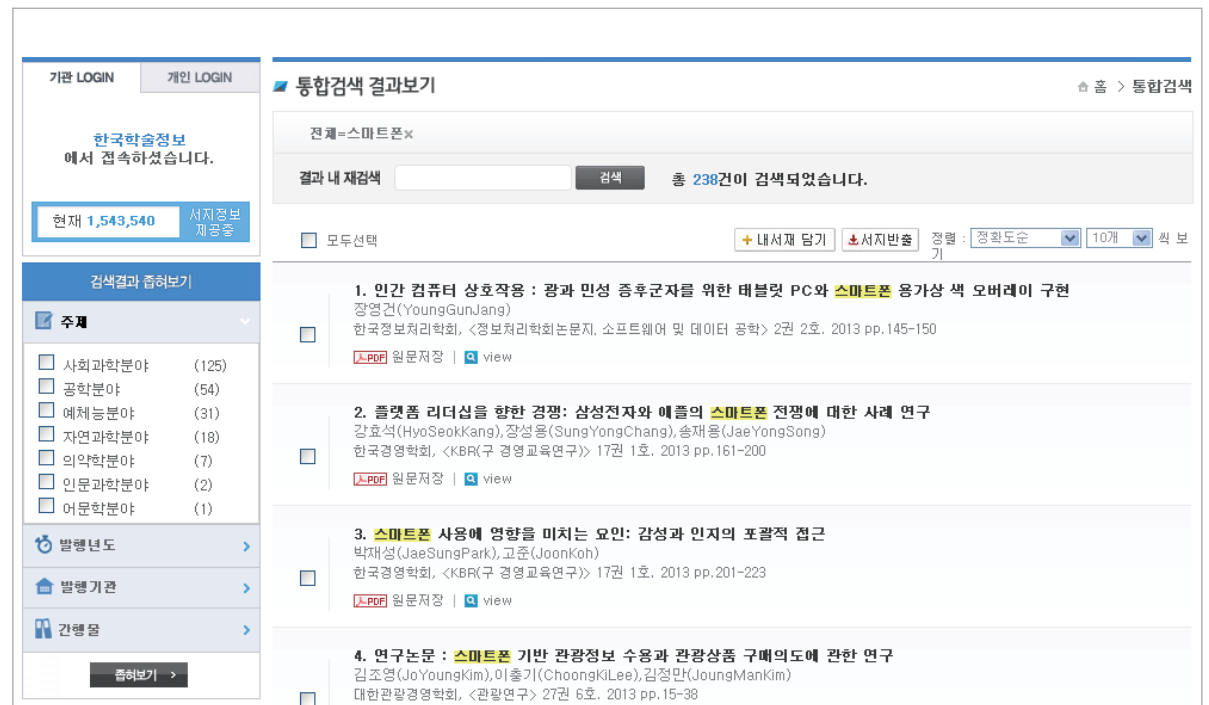 기관 LOGIN
개인 LOGIN
한국학술정보
에서 접속하셨습니다.
현재 1,543,540
서지정보
제공중
검색결과 좁혀보기
주제
사회과학분야 (125)
공학분야 (54)
예체능분야 (31)
자연과학분야 (18)
의약학분야 (7)
인문과학분야 (2)
어문학분야 (1)
발행년도
발행기관
간행물
좁혀보기
통합검색 결과보기
홈 > 통합검색
전체=스마트폰x
결과 내 재검색
검색
총 238건이 검색되었습니다.
모두선택
+ 내서재 담기
서지반출
정렬 : 정확도순 10개 씩 보
기
1. 인간 컴퓨터 상호작용 : 광과 민성 증후군자를 위한 태블릿 PC와 스마트폰 용가상 색 오버레이 구현
장영건(YoungGunJang)
한국정보처리학회, <정보처리학회논문지. 소프트웨어 및 데이터 공학> 2권 2호. 2013 pp.145-150
PDF 원문저장 | view
2. 플랫폼 리더십을 향한 경쟁: 삼성전자와 애플의 스마트폰 전쟁에 대한 사례 연구
강효석(HyoSeokKang),장성용(SungYongChang),송재용(JaeYongSong)
한국경영학회, <KBR(구 경영교육연구)> 17권 1호. 2013 pp.161-200
PDF 원문저장 | view
3. 스마트폰 사용에 영향을 미치는 요인: 감성과 인지의 포괄적 접근
박재성(JaeSungPark),고준(JoonKoh)
한국경영학회, <KBR(구 경영교육연구)> 17권 1호. 2013 pp.201-223
PDF 원문저장 | view
4. 연구논문 : 스마트폰 기반 관광정보 수용과 관광상품 구매의도에 관한 연구
김조영(JoYoungKim),이충기(ChoongKiLee),김정만(JoungManKim)
대한관광경영학회, <관광연구> 27권 6호. 2013 pp.15-38